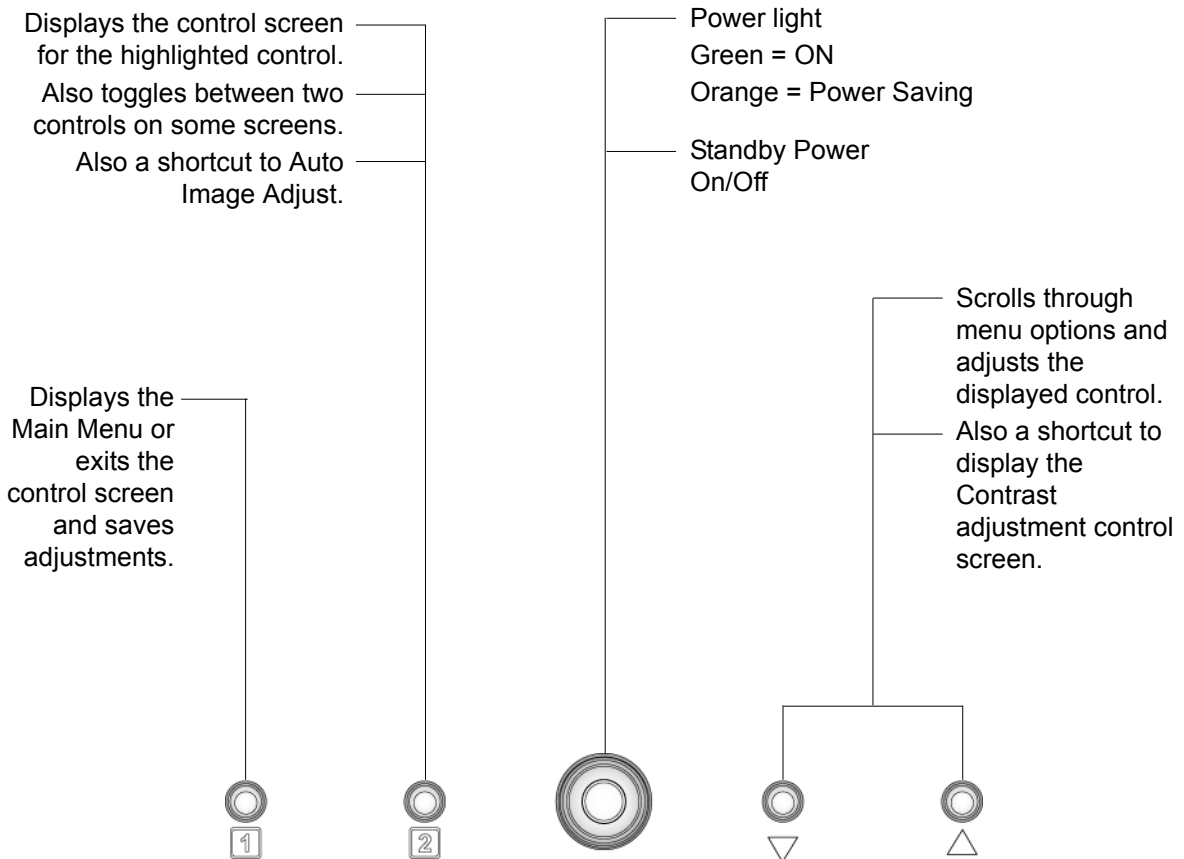 Displays the control screen
for the highlighted control.
Also toggles between two
controls on some screens.
Also a shortcut to Auto
Image Adjust.
Power light
Green = ON
Orange = Power Saving
Standby Power
On/Off
Scrolls through
menu options and
adjusts the
displayed control.
Also a shortcut to
display the
Contrast
adjustment control
screen.
Displays the
Main Menu or
exits the
control screen
and saves
adjustments.
1
2